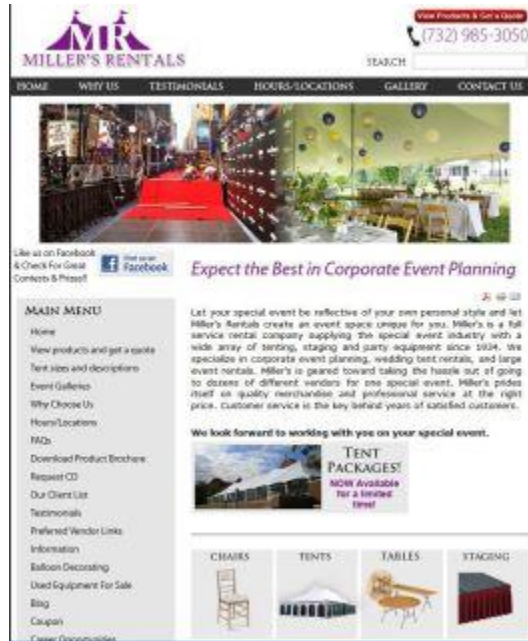 View Products & Get a Quote
(732) 985-3050
MR
MILLER'S RENTALS
SEARCH
HOME WHY US TESTIMONIALS HOURS/LOCATIONS GALLERY CONTACT US
Like us on Facebook
& Check For Great
Contests & Prizes!!
Find us on
Facebook
Expect the Best in Corporate Event Planning
MAIN MENU
Home
View products and get a quote
Tent sizes and descriptions
Event Galleries
Why Choose Us
Hours/Locations
FAQs
Download Product Brochure
Request CD
Our Client List
Testimonials
Preferred Vendor Links
Information
Balloon Decorating
Used Equipment For Sale
Blog
Coupon
Career Opportunities
Let your special event be reflective of your own personal style and let
Miller's Rentals create an event space unique for you. Miller's is a full
service rental company supplying the special event industry with a
wide array of tenting, staging and party equipment since 1934. We
specialize in corporate event planning, wedding tent rentals, and large
event rentals. Miller's is geared toward taking the hassle out of going
to dozens of different vendors for one special event. Miller's prides
itself on quality merchandise and professional service at the right
price. Customer service is the key behind years of satisfied customers.
We look forward to working with you on your special event.
TENT
PACKAGES!
NOW Available
for a limited
time!
CHAIRS TENTS TABLES STAGING